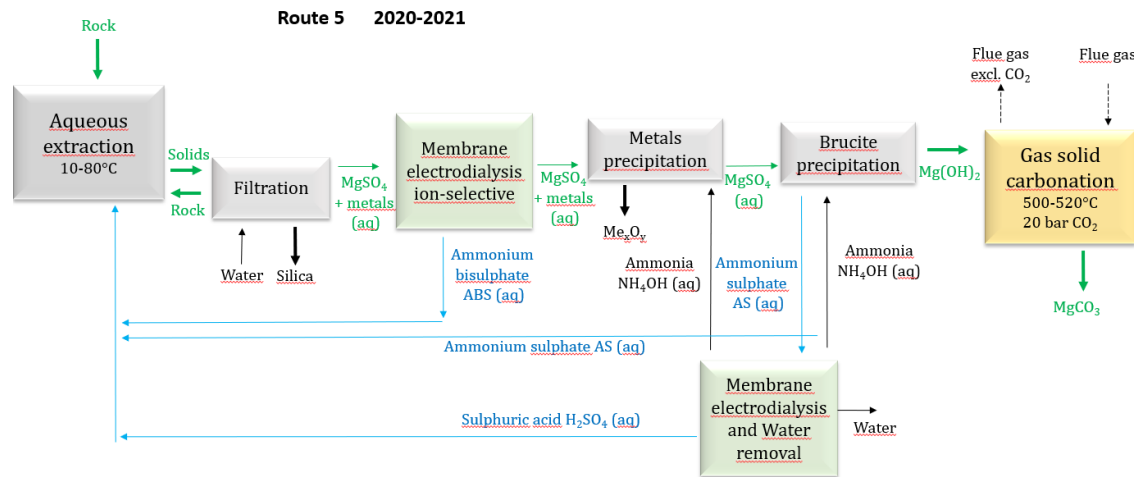 Route 5 2020-2021
Rock
Aqueous
extraction
10-80°C
Solids
Rock
Filtration
Water
Silica
MgSO4
+ metals
(aq)
Membrane
electrodialysis
ion-selective
MgSO4
+ metals
(aq)
Metals
precipitation
MexOy
MgSO4
(aq)
Brucite
precipitation
Mg(OH)2
Flue gas
excl. CO2
Flue gas
Gas solid
carbonation
500-520°C
20 bar CO2
MgCO3
Ammonium
bisulphate
ABS (aq)
Ammonia
NH4OH (aq)
Ammonium
sulphate
AS (aq)
Ammonia
NH4OH (aq)
Ammonium sulphate AS (aq)
Sulphuric acid H2SO4 (aq)
Membrane
electrodialysis
and Water
removal
Water